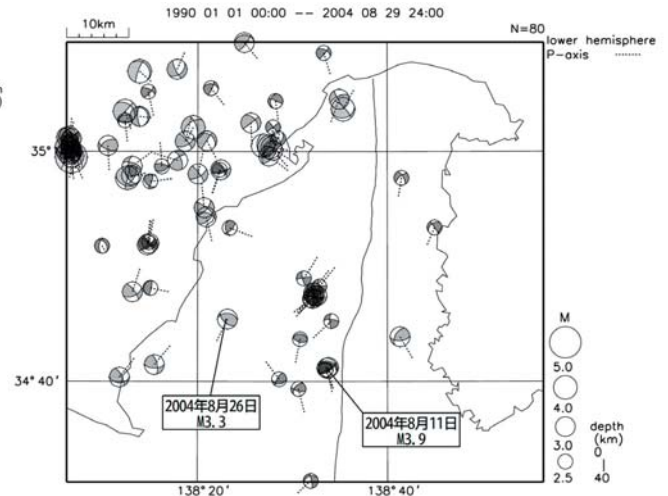 1990 01 01 00:00 -- 2004 08 29 24:00
10km
N=80
lower hemisphere
P-axis
35°
34°40'
138°20'
138°40'
2004年8月26日
M3.3
2004年8月11日
M3.9
M
5.0
4.0
3.0
2.5
depth
(km)
0
40